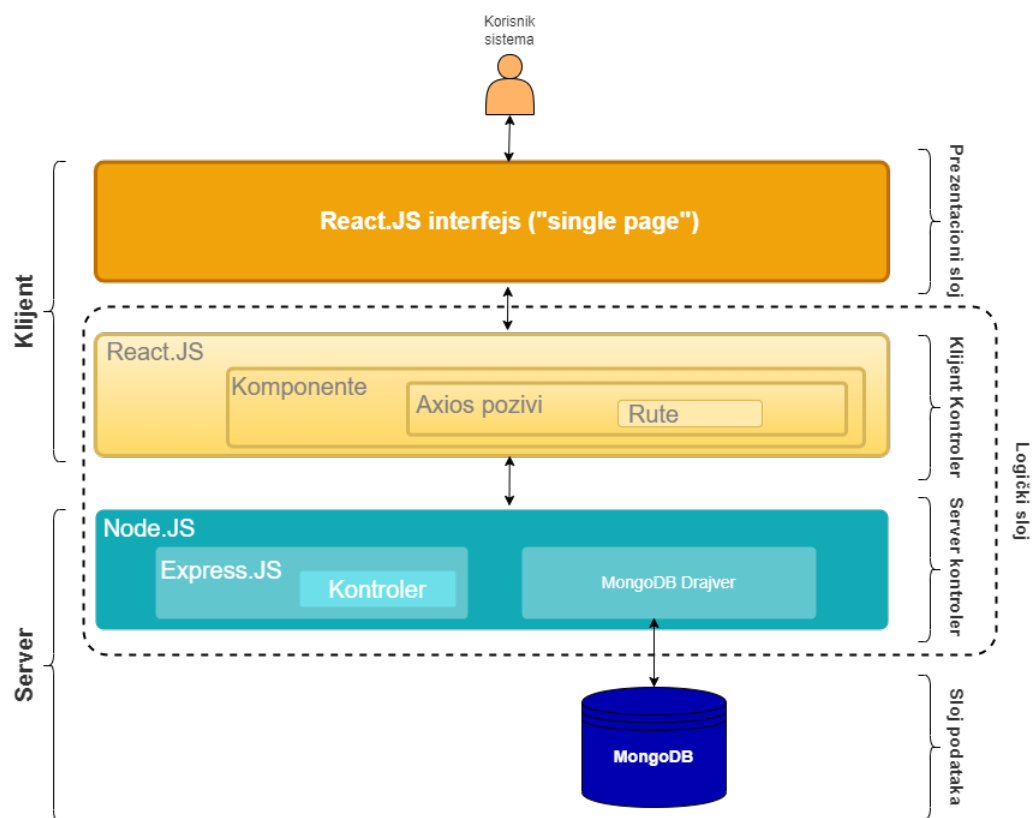 Korisnik
sistema
React.JS interfejs ("single page")
Prezentacioni sloj
Klijent
React.JS
Komponente
Axios pozivi
Rute
Klijent Kontroler
Logički sloj
Node.JS
Express.JS
Kontroler
MongoDB Drajver
Server kontroler
Server
MongoDB
Sloj podataka